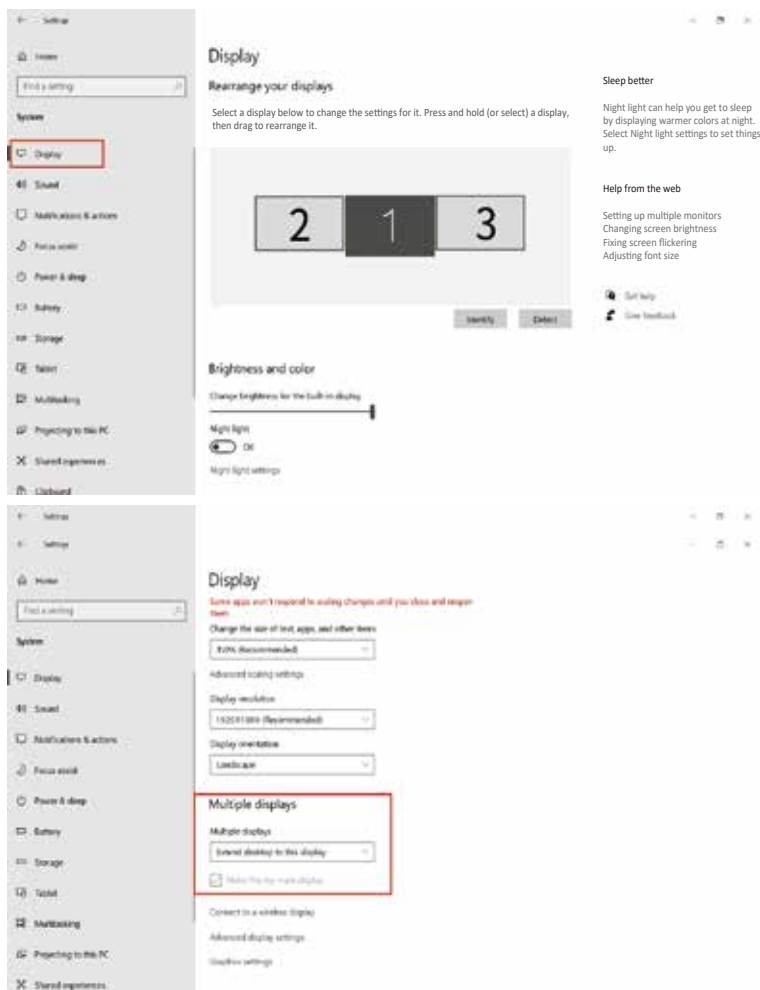 Settings
Home
Find a setting
System
Display
Sound
Notifications & actions
Focus assist
Power & sleep
Battery
Storage
Tablet
Multitasking
Projecting to this PC
Shared experiences
Clipboard
Display
Rearrange your displays
Select a display below to change the settings for it. Press and hold (or select) a display,
then drag to rearrange it.
2
1
3
Identify
Detect
Brightness and color
Change brightness for the built-in display
Night light
Off
Night light settings
Sleep better
Night light can help you get to sleep
by displaying warmer colors at night.
Select Night light settings to set things
up.
Help from the web
Setting up multiple monitors
Changing screen brightness
Fixing screen flickering
Adjusting font size
Get help
Give feedback
Settings
Settings
Home
Find a setting
System
Display
Sound
Notifications & actions
Focus assist
Power & sleep
Battery
Storage
Tablet
Multitasking
Projecting to this PC
Shared experiences
Display
Some apps won't respond to scaling changes until you close and reopen
them.
Change the size of text, apps, and other items
(Recommended)
Advanced scaling settings
Display resolution
(Recommended)
Display orientation
Landscape
Multiple displays
Multiple displays
Extend desktop to this display
Make this my main display
Connect to a wireless display
Advanced display settings
Graphics settings